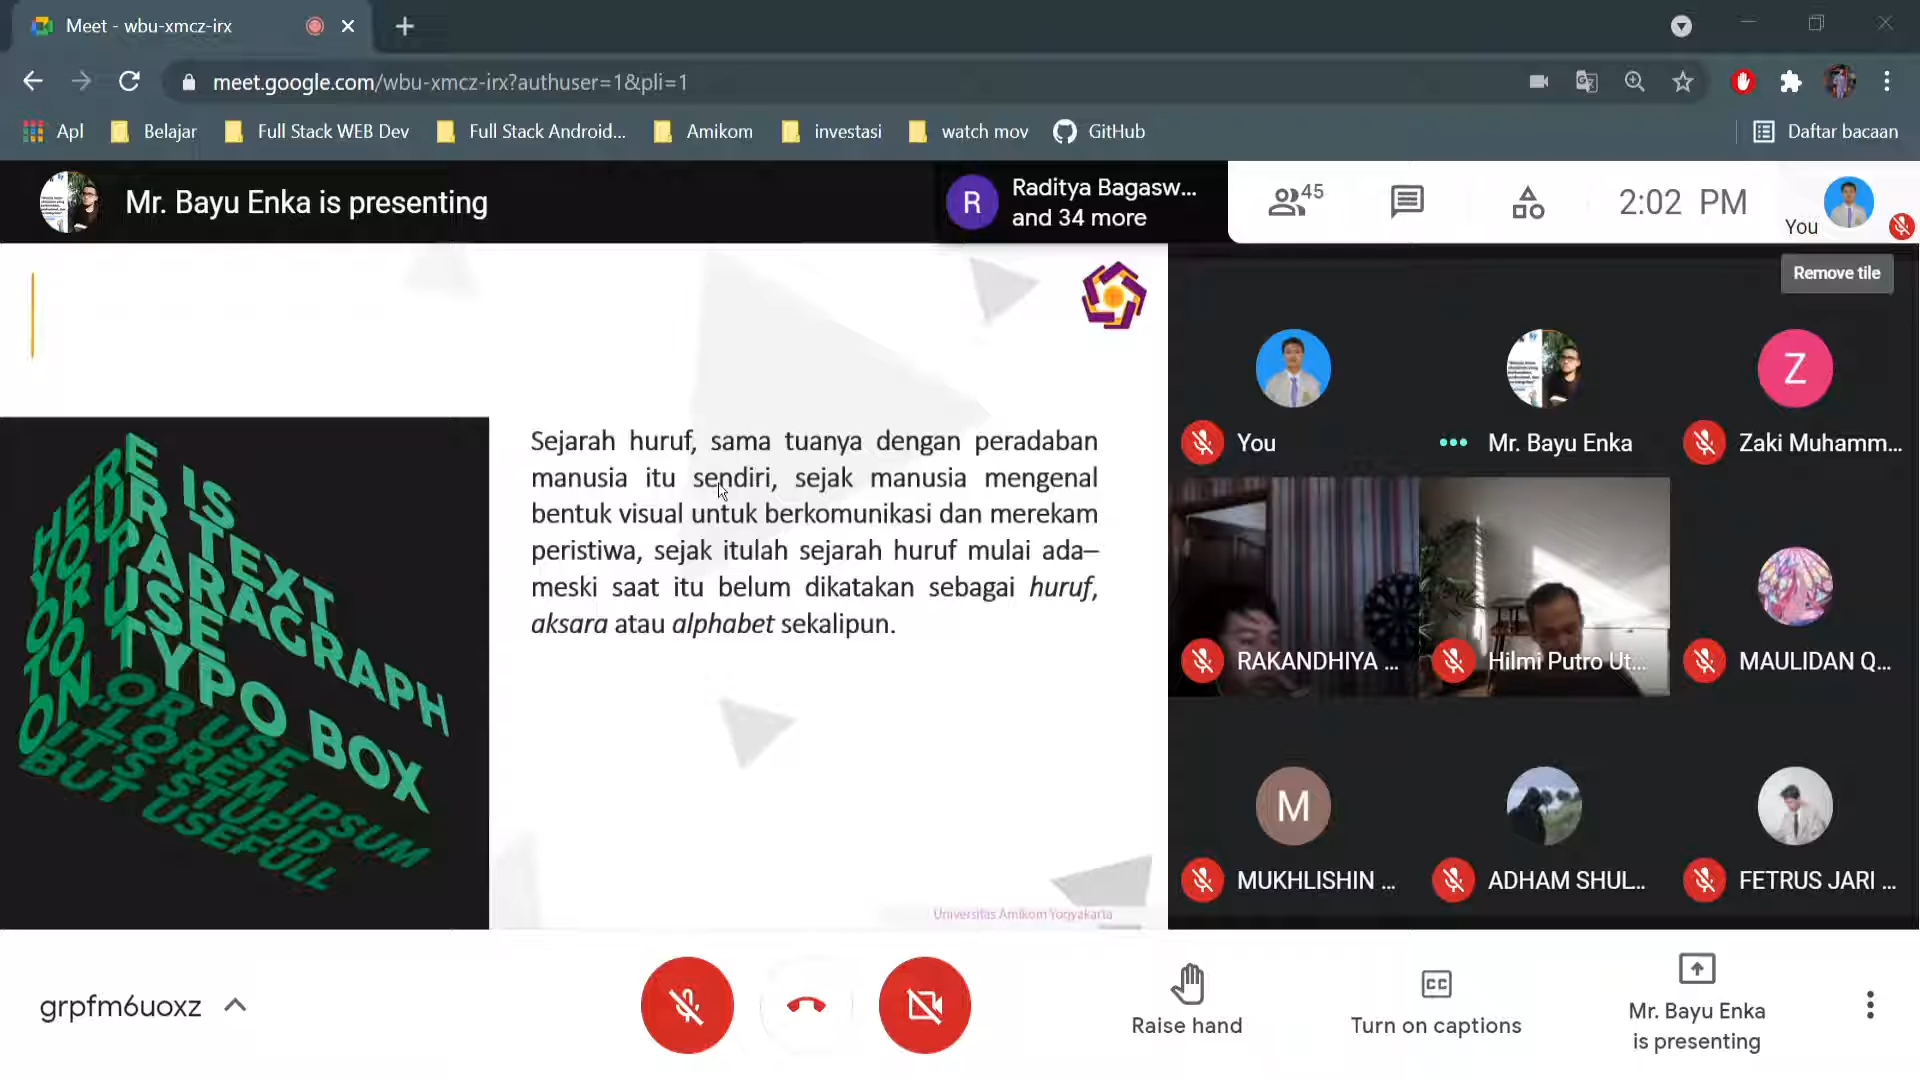 Meet - wbu-xmcz-irx
meet.google.com/wbu-xmcz-irx?authuser=1&pli=1
Apl
Belajar
Full Stack WEB Dev
Full Stack Android...
Amikom
investasi
watch mov
GitHub
Daftar bacaan
Mr. Bayu Enka is presenting
R
Raditya Bagasw...
and 34 more
45
2:02 PM
You
Remove tile
HERE IS TEXT
YOUR PARAGRAPH
OR UP USE
TO TYPO BOX
ON
OR USE
"LOREM IPSUM
IT'S STUPID
BUT USEFULL
Sejarah huruf, sama tuanya dengan peradaban
manusia itu sendiri, sejak manusia mengenal
bentuk visual untuk berkomunikasi dan merekam
peristiwa, sejak itulah sejarah huruf mulai ada–
meski saat itu belum dikatakan sebagai huruf,
aksara atau alphabet sekalipun.
Universitas Amikom Yogyakarta
You
Mr. Bayu Enka
Z
Zaki Muhamm...
RAKANDHIYA ...
Hilmi Putro Ut...
MAULIDAN Q...
M
MUKHLISHIN ...
ADHAM SHUL...
FETRUS JARI ...
grpfm6uoxz
Raise hand
CC
Turn on captions
Mr. Bayu Enka
is presenting